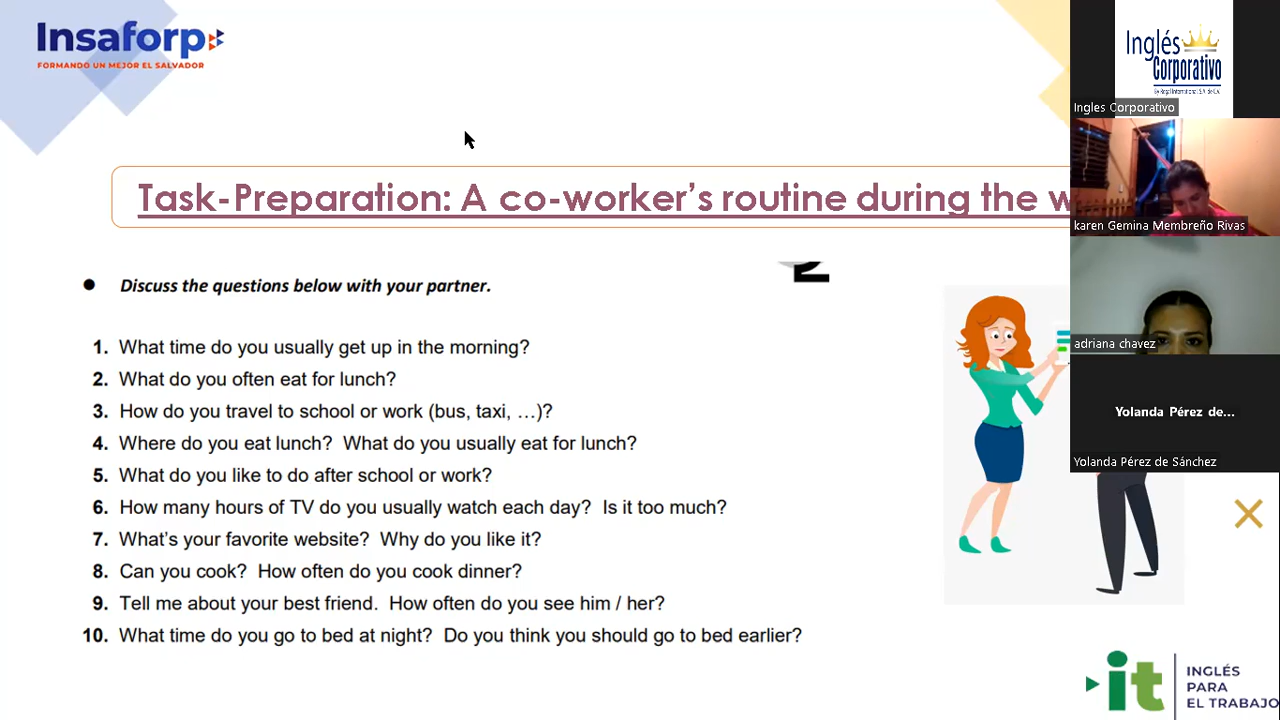 Insaforp
FORMANDO UN MEJOR EL SALVADOR
Task-Preparation: A co-worker's routine during the w
Discuss the questions below with your partner.
1. What time do you usually get up in the morning?
2. What do you often eat for lunch?
3. How do you travel to school or work (bus, taxi, …)?
4. Where do you eat lunch? What do you usually eat for lunch?
5. What do you like to do after school or work?
6. How many hours of TV do you usually watch each day? Is it too much?
7. What's your favorite website? Why do you like it?
8. Can you cook? How often do you cook dinner?
9. Tell me about your best friend. How often do you see him / her?
10. What time do you go to bed at night? Do you think you should go to bed earlier?
Inglés
Corporativo
Ingles Corporativo
karen Gemina Membreño Rivas
adriana chavez
Yolanda Pérez de...
Yolanda Pérez de Sánchez
it
INGLÉS
PARA
EL TRABAJO